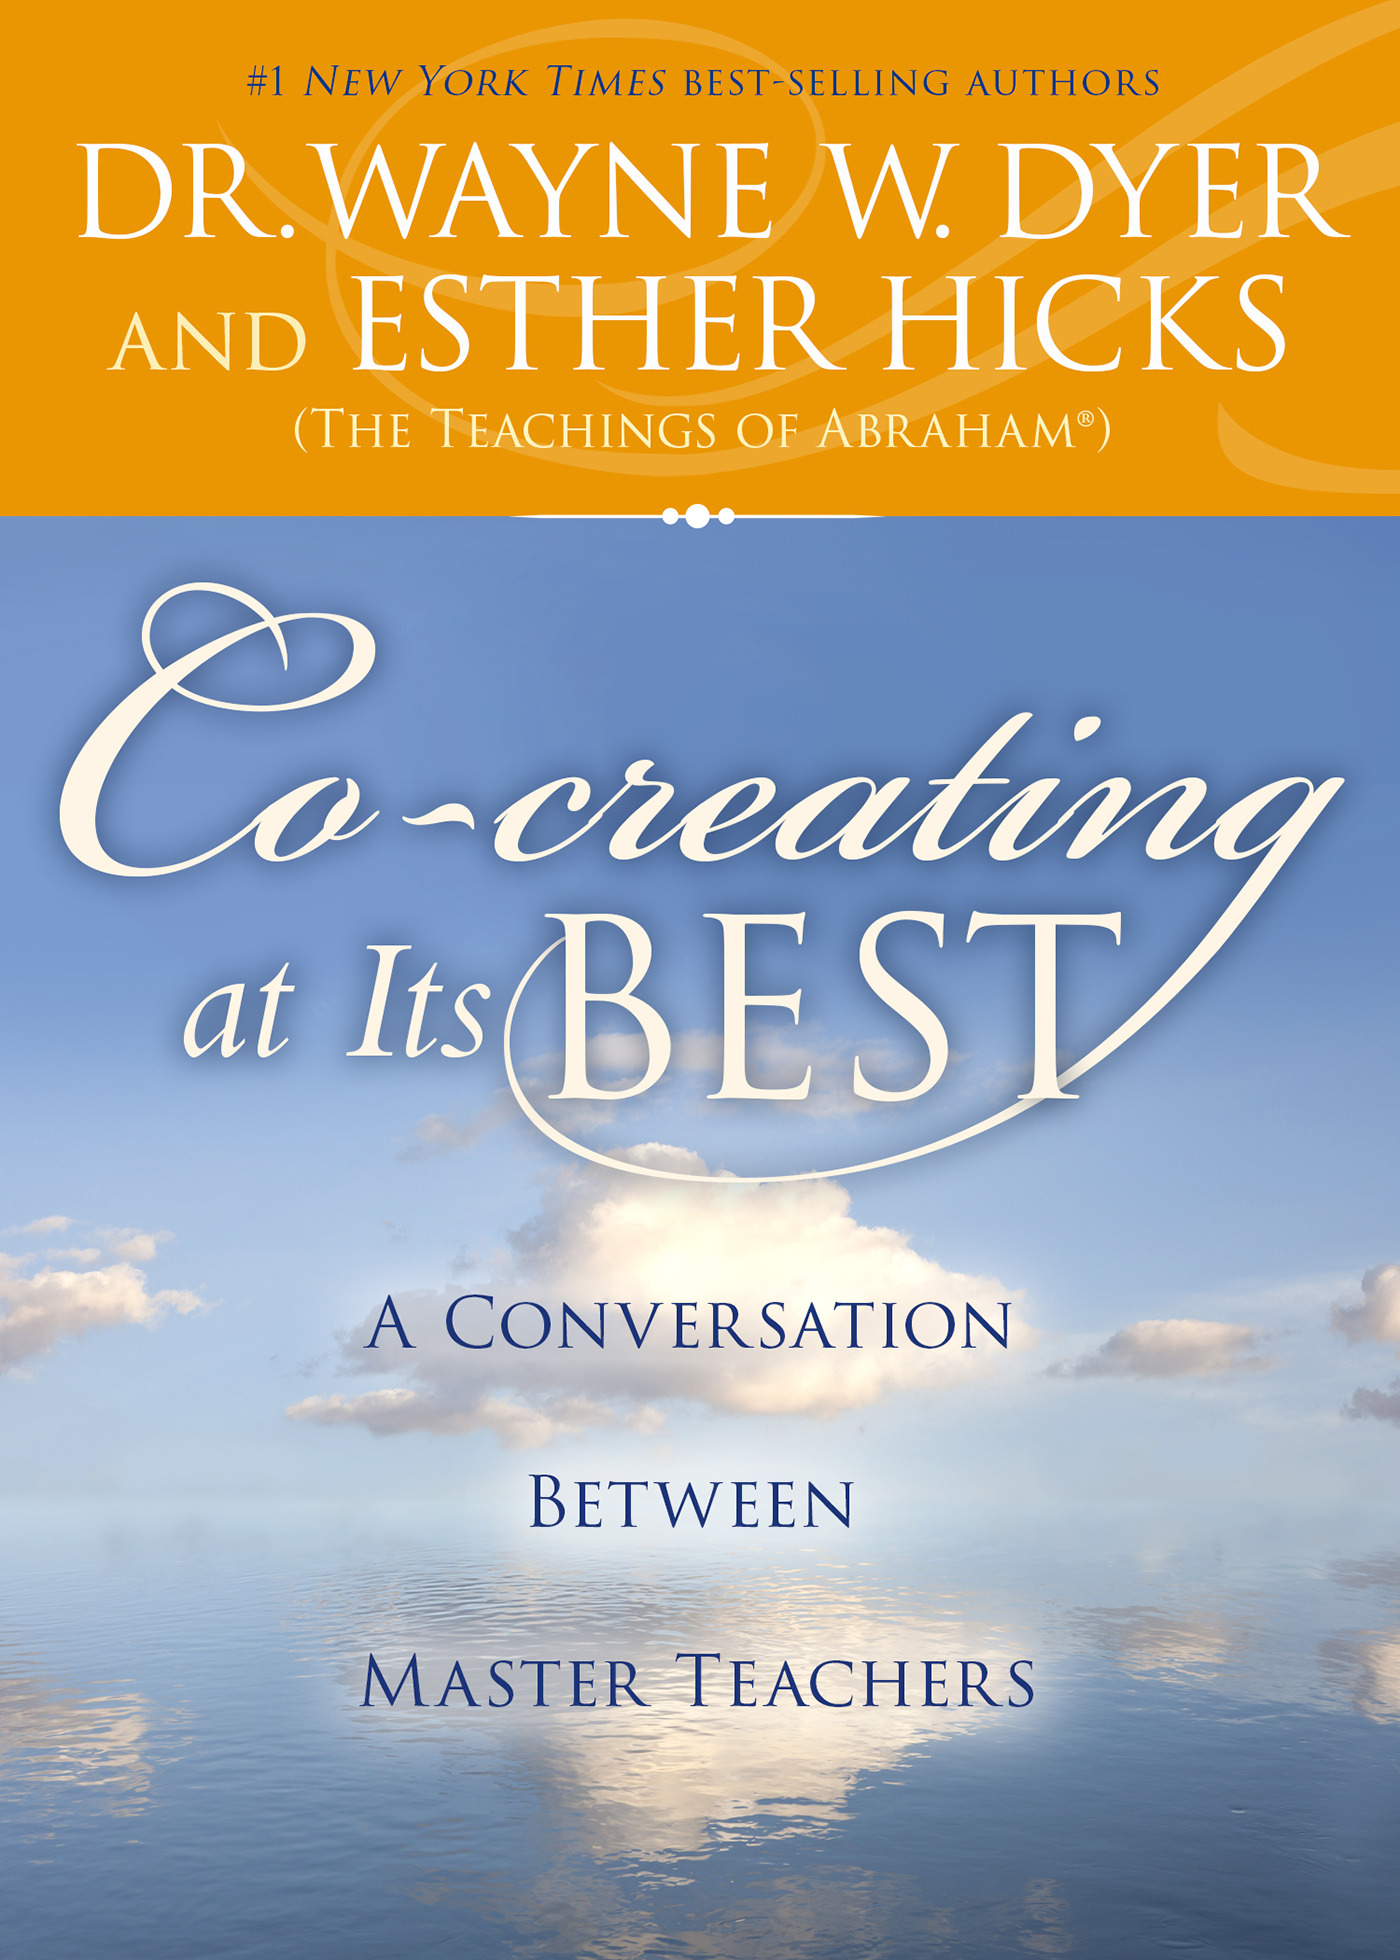 #1 NEW YORK TIMES BEST-SELLING AUTHORS
DR. WAYNE W. DYER
AND ESTHER HICKS
(THE TEACHINGS OF ABRAHAM®)
Co-creating
at Its BEST
A CONVERSATION
BETWEEN
MASTER TEACHERS